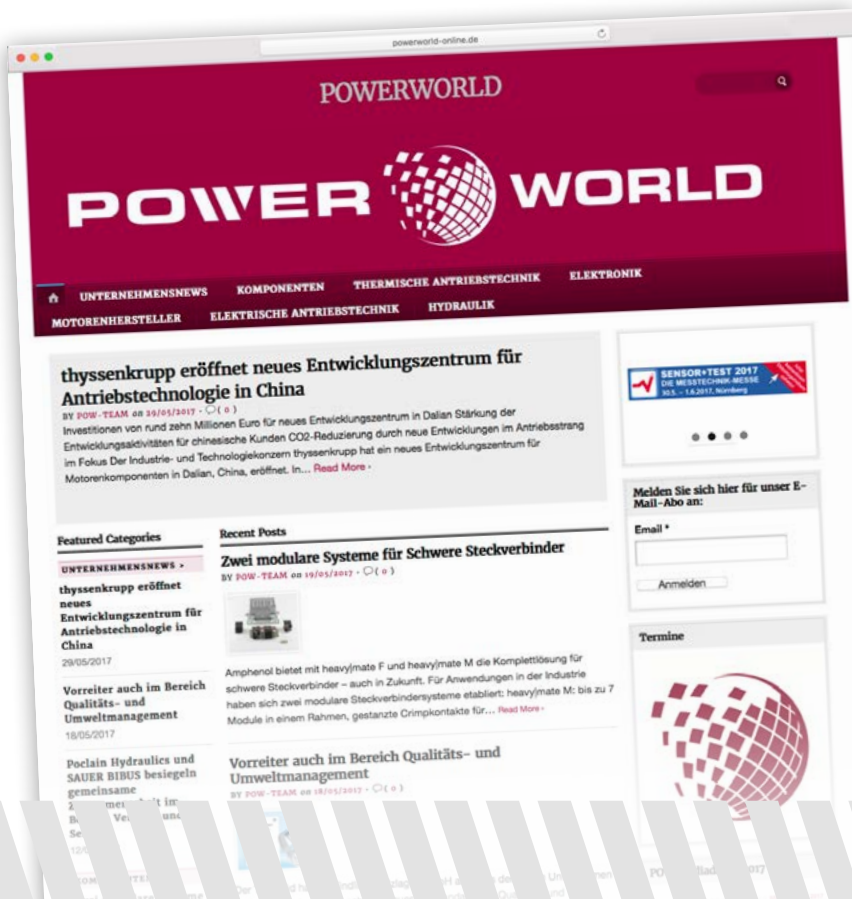 powerworld-online.de
POWERWORLD
POWER WORLD
UNTERNEHMENSNEWS KOMPONENTEN THERMISCHE ANTRIEBSTECHNIK ELEKTRONIK
MOTORENHERSTELLER ELEKTRISCHE ANTRIEBSTECHNIK HYDRAULIK
thyssenkrupp eröffnet neues Entwicklungszentrum für
Antriebstechnologie in China
BY POW-TEAM on 29/05/2017 · ( 0 )
Investitionen von rund zehn Millionen Euro für neues Entwicklungszentrum in Dalian Stärkung der
Entwicklungsaktivitäten für chinesische Kunden CO2-Reduzierung durch neue Entwicklungen im Antriebsstrang
im Fokus Der Industrie- und Technologiekonzern thyssenkrupp hat ein neues Entwicklungszentrum für
Motorenkomponenten in Dalian, China, eröffnet. In… Read More ›
SENSOR+TEST 2017
DIE MESSTECHNIK-MESSE
30.5. – 1.6.2017, Nürnberg
Melden Sie sich hier für unser E-
Mail-Abo an:
Email *
Anmelden
Termine
Featured Categories
UNTERNEHMENSNEWS »
thyssenkrupp eröffnet
neues
Entwicklungszentrum für
Antriebstechnologie in
China
29/05/2017
Vorreiter auch im Bereich
Qualitäts- und
Umweltmanagement
18/05/2017
Poclain Hydraulics und
SAUER BIBUS besiegeln
gemeinsame
Recent Posts
Zwei modulare Systeme für Schwere Steckverbinder
BY POW-TEAM on 19/05/2017 · ( 0 )
Amphenol bietet mit heavy|mate F und heavy|mate M die Komplettlösung für
schwere Steckverbinder – auch in Zukunft. Für Anwendungen in der Industrie
haben sich zwei modulare Steckverbindersysteme etabliert: heavy|mate M: bis zu 7
Module in einem Rahmen, gestanzte Crimpkontakte für… Read More ›
Vorreiter auch im Bereich Qualitäts- und
Umweltmanagement
BY POW-TEAM on 18/05/2017 · ( 0 )